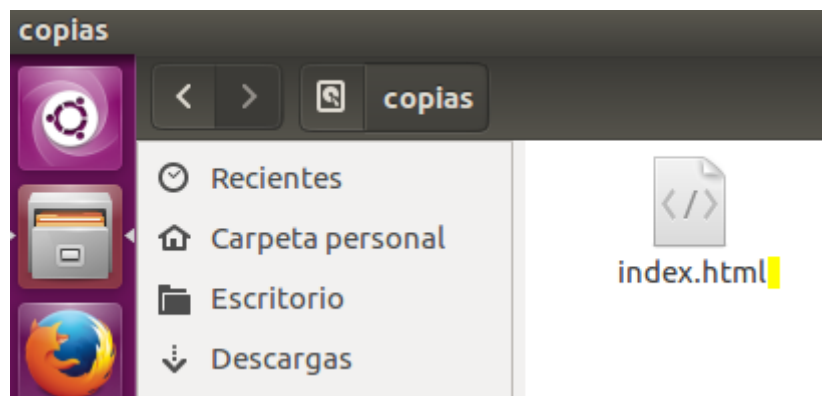 copias
copias
Recientes
Carpeta personal
Escritorio
Descargas
index.html